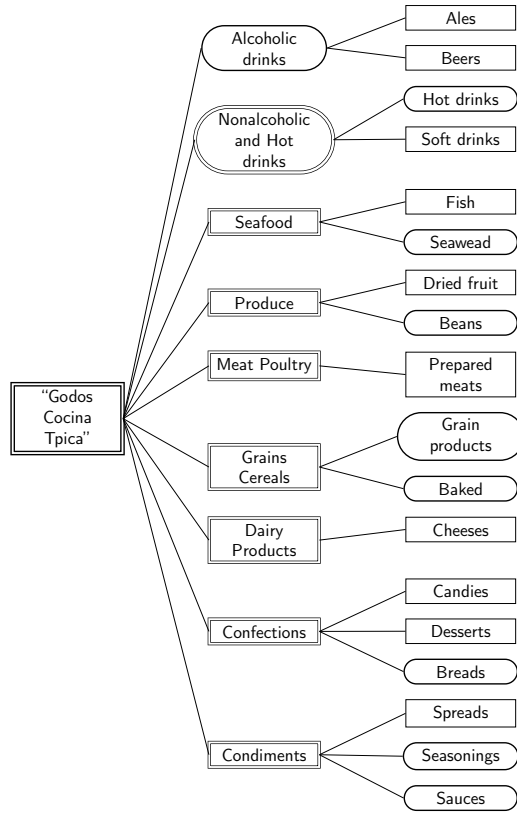 “Godos
Cocina
Tpica”
Alcoholic
drinks
Ales
Beers
Nonalcoholic
and Hot
drinks
Hot drinks
Soft drinks
Seafood
Fish
Seawead
Produce
Dried fruit
Beans
Meat Poultry
Prepared
meats
Grains
Cereals
Grain
products
Baked
Dairy
Products
Cheeses
Confections
Candies
Desserts
Breads
Condiments
Spreads
Seasonings
Sauces